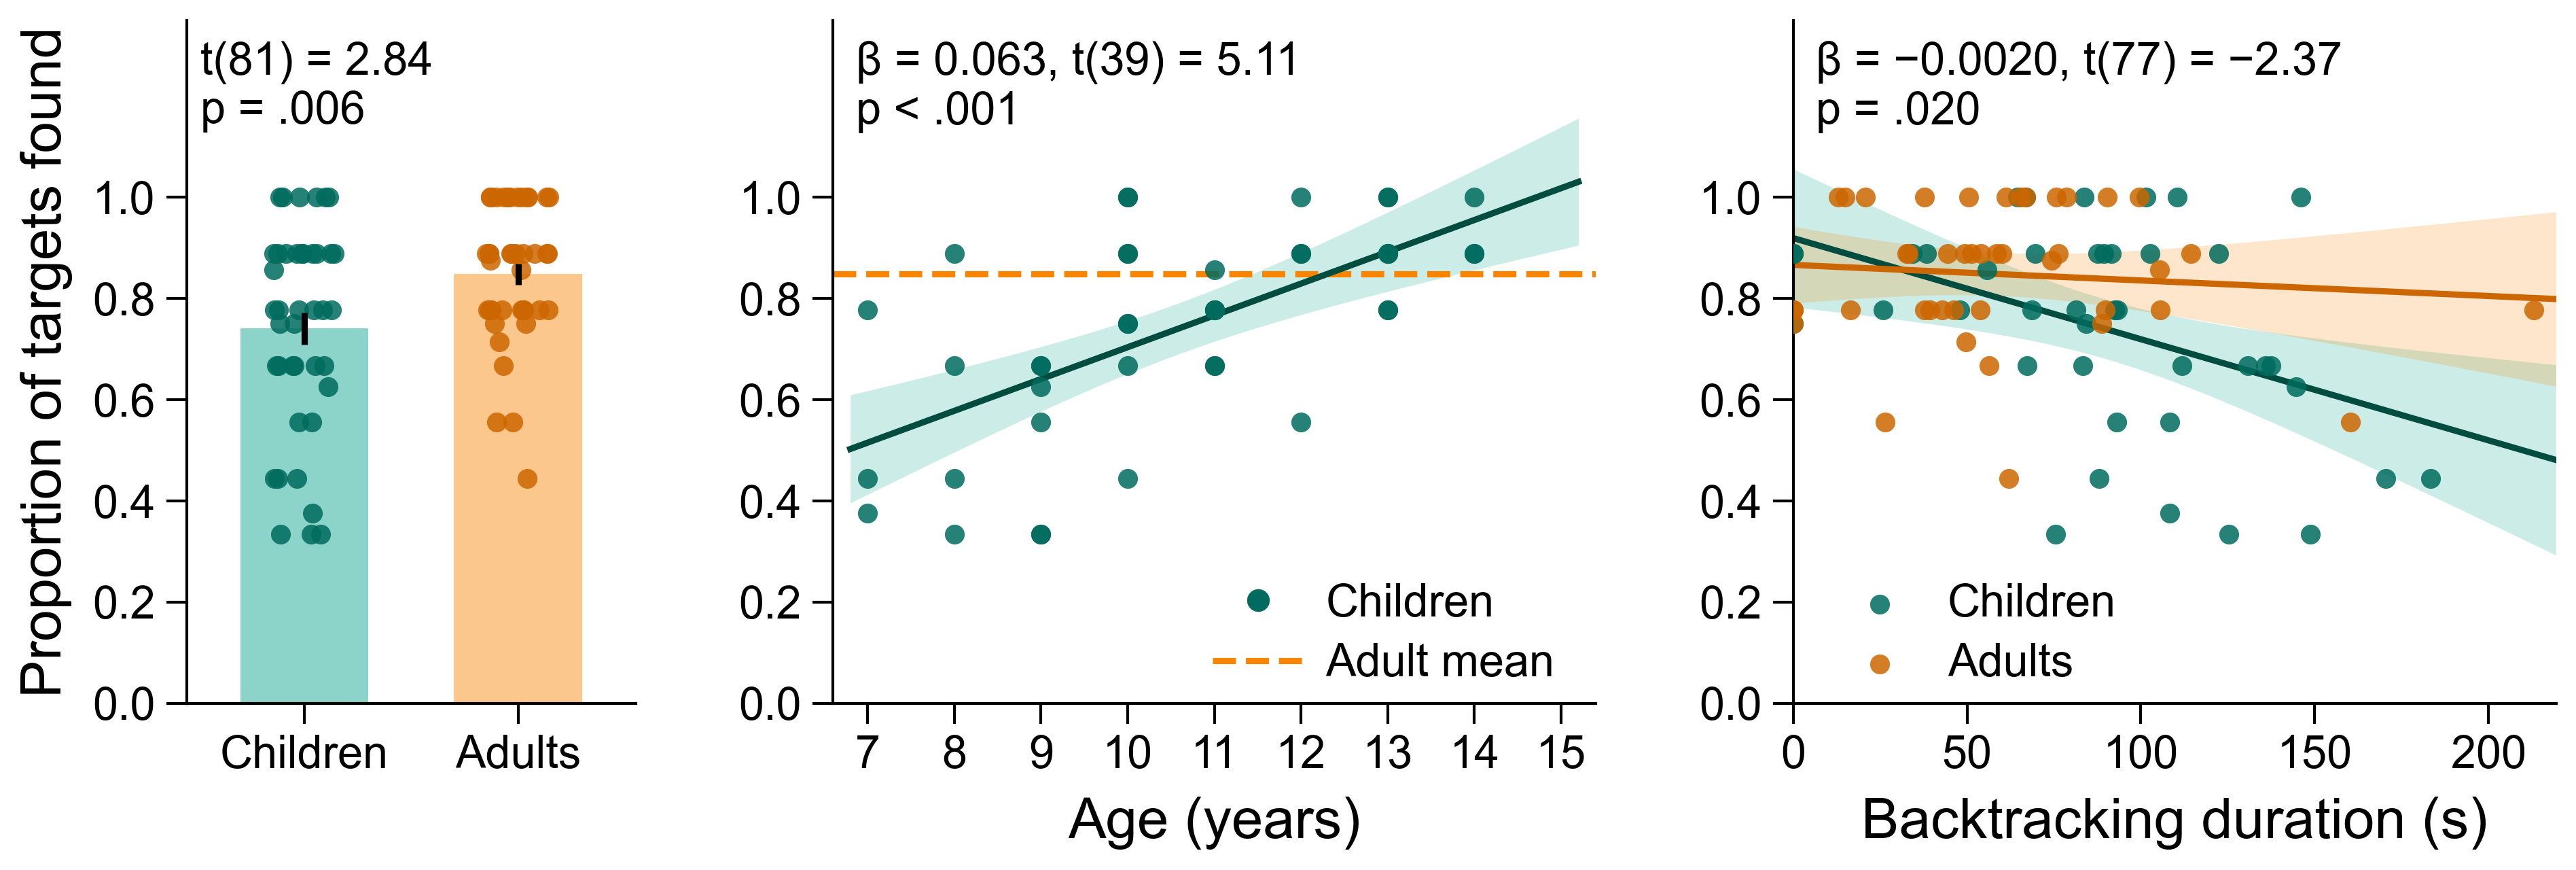 Proportion of targets found
t(81) = 2.84
p = .006
1.0
0.8
0.6
0.4
0.2
0.0
Children Adults
β = 0.063, t(39) = 5.11
p < .001
1.0
0.8
0.6
0.4
0.2
0.0
Children
Adult mean
7 8 9 10 11 12 13 14 15
Age (years)
β = −0.0020, t(77) = −2.37
p = .020
1.0
0.8
0.6
0.4
0.2
0.0
Children
Adults
0 50 100 150 200
Backtracking duration (s)